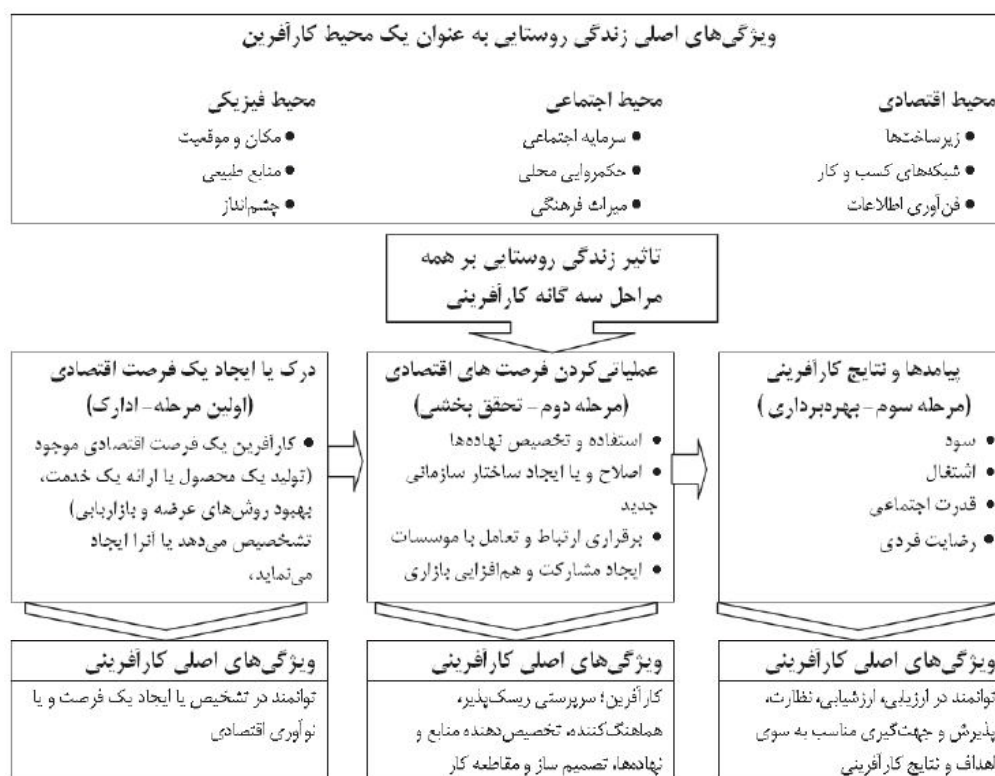 ویژگی‌های اصلی زندگی روستایی به عنوان یک محیط کارآفرین
محیط اقتصادی
● زیرساخت‌ها
● شبکه‌های کسب و کار
● فن‌آوری اطلاعات
محیط اجتماعی
● سرمایه اجتماعی
● حکمروایی محلی
● میراث فرهنگی
محیط فیزیکی
● مکان و موقعیت
● منابع طبیعی
● چشم‌انداز
تاثیر زندگی روستایی بر همه
مراحل سه گانه کارآفرینی
درک یا ایجاد یک فرصت اقتصادی
(اولین مرحله- ادارک)
● کارآفرین یک فرصت اقتصادی موجود
(تولید یک محصول یا ارائه یک خدمت،
بهبود روش‌های عرضه و بازاریابی)
تشخصیص می‌دهد یا آنرا ایجاد
می‌نماید،
عملیاتی‌کردن فرصت های اقتصادی
(مرحله دوم- تحقق بخشی)
● استفاده و تخصیص نهاده‌ها
● اصلاح و یا ایجاد ساختار سازمانی
جدید
● برقراری ارتباط و تعامل با موسسات
● ایجاد مشارکت و هم‌افزایی بازاری
پیامدها و نتایج کارآفرینی
(مرحله سوم- بهره‌برداری )
● سود
● اشتغال
● قدرت اجتماعی
● رضایت فردی
ویژگی‌های اصلی کارآفرینی
توانمند در تشخیص یا ایجاد یک فرصت و یا
نوآوری اقتصادی
ویژگی‌های اصلی کارآفرینی
کارآفرین؛ سرپرستی ریسک‌پذیر،
هماهنگ‌کننده، تخصیص‌دهنده منابع و
نهاده‌ها، تصمیم ساز و مقاطعه کار
ویژگی‌های اصلی کارآفرینی
توانمند در ارزیابی، ارزشیابی، نظارت،
پذیرش و جهت‌گیری مناسب به سوی
اهداف و نتایج کارآفرینی